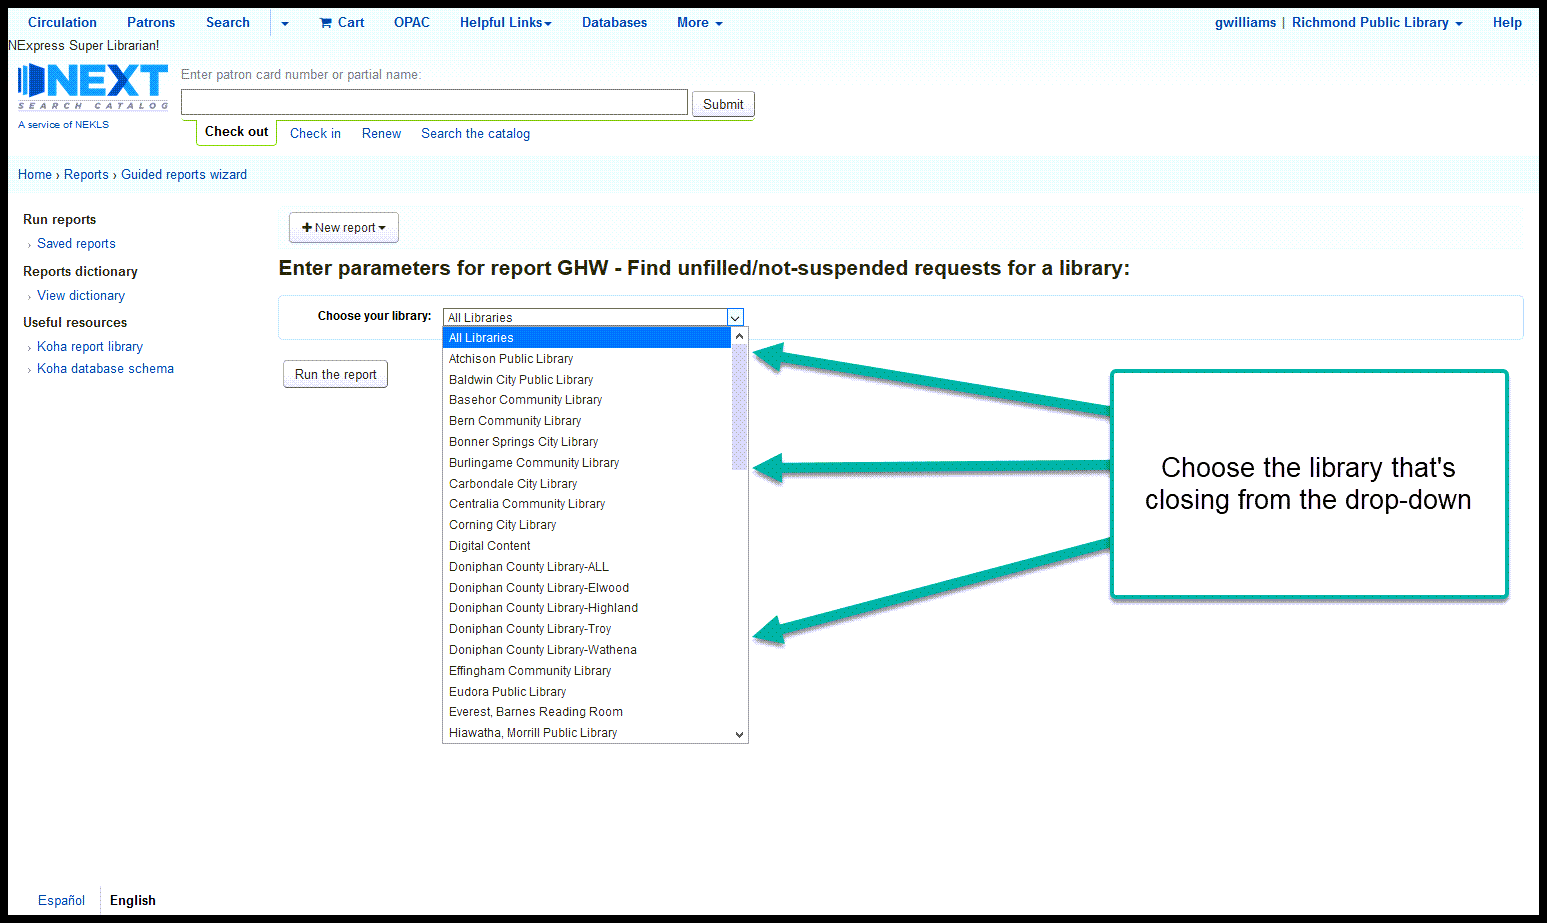 Circulation Patrons Search Cart OPAC Helpful Links Databases More gwilliams | Richmond Public Library Help
NExpress Super Librarian!
NEXT
SEARCH CATALOG
A service of NEKLS
Enter patron card number or partial name:
Submit
Check out Check in Renew Search the catalog
Home › Reports › Guided reports wizard
Run reports
› Saved reports
Reports dictionary
› View dictionary
Useful resources
› Koha report library
› Koha database schema
+ New report
Enter parameters for report GHW - Find unfilled/not-suspended requests for a library:
Choose your library: All Libraries
All Libraries
Atchison Public Library
Baldwin City Public Library
Basehor Community Library
Bern Community Library
Bonner Springs City Library
Burlingame Community Library
Carbondale City Library
Centralia Community Library
Corning City Library
Digital Content
Doniphan County Library-ALL
Doniphan County Library-Elwood
Doniphan County Library-Highland
Doniphan County Library-Troy
Doniphan County Library-Wathena
Effingham Community Library
Eudora Public Library
Everest, Barnes Reading Room
Hiawatha, Morrill Public Library
Run the report
Choose the library that's
closing from the drop-down
Español English